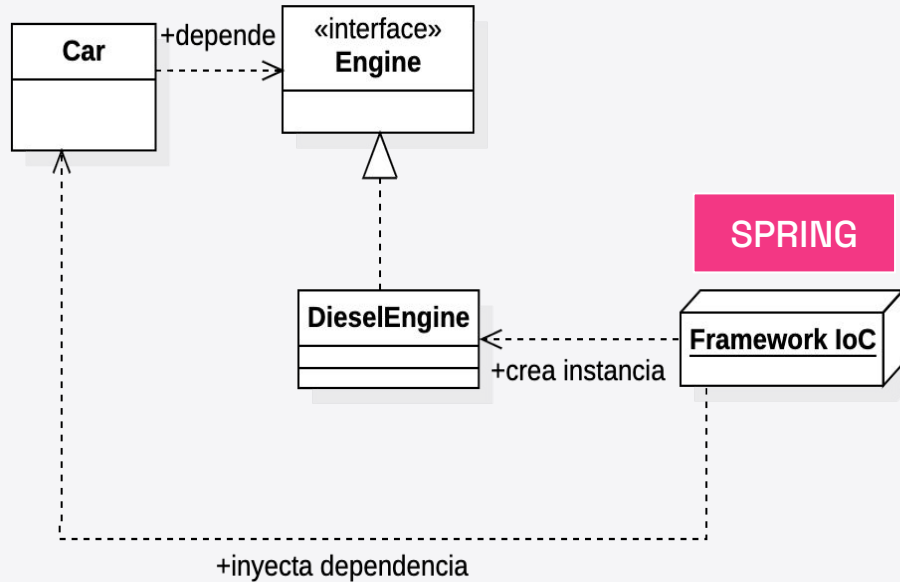 Car
+depende
«interface»
Engine
SPRING
DieselEngine
Framework IoC
+crea instancia
+inyecta dependencia